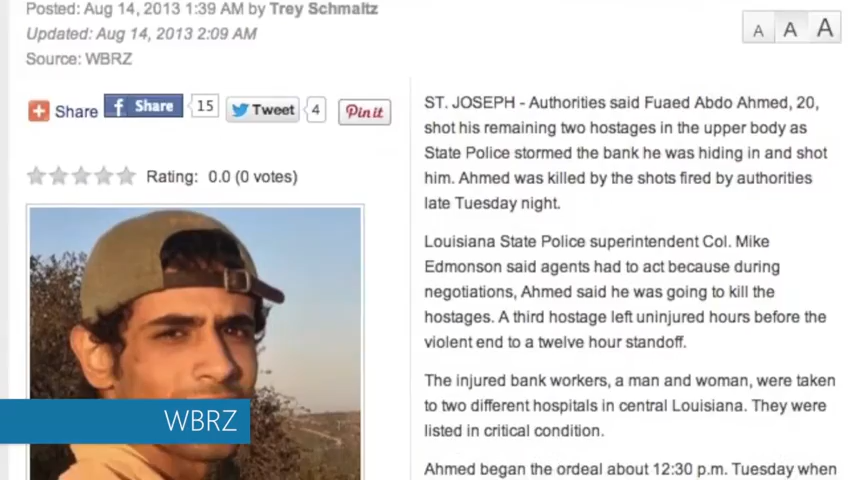 Posted: Aug 14, 2013 1:39 AM by Trey Schmaltz
Updated: Aug 14, 2013 2:09 AM
Source: WBRZ
A A A
Share
f Share 15
Tweet 4
Pinit
Rating: 0.0 (0 votes)
WBRZ
ST. JOSEPH - Authorities said Fuaed Abdo Ahmed, 20,
shot his remaining two hostages in the upper body as
State Police stormed the bank he was hiding in and shot
him. Ahmed was killed by the shots fired by authorities
late Tuesday night.
Louisiana State Police superintendent Col. Mike
Edmonson said agents had to act because during
negotiations, Ahmed said he was going to kill the
hostages. A third hostage left uninjured hours before the
violent end to a twelve hour standoff.
The injured bank workers, a man and woman, were taken
to two different hospitals in central Louisiana. They were
listed in critical condition.
Ahmed began the ordeal about 12:30 p.m. Tuesday when